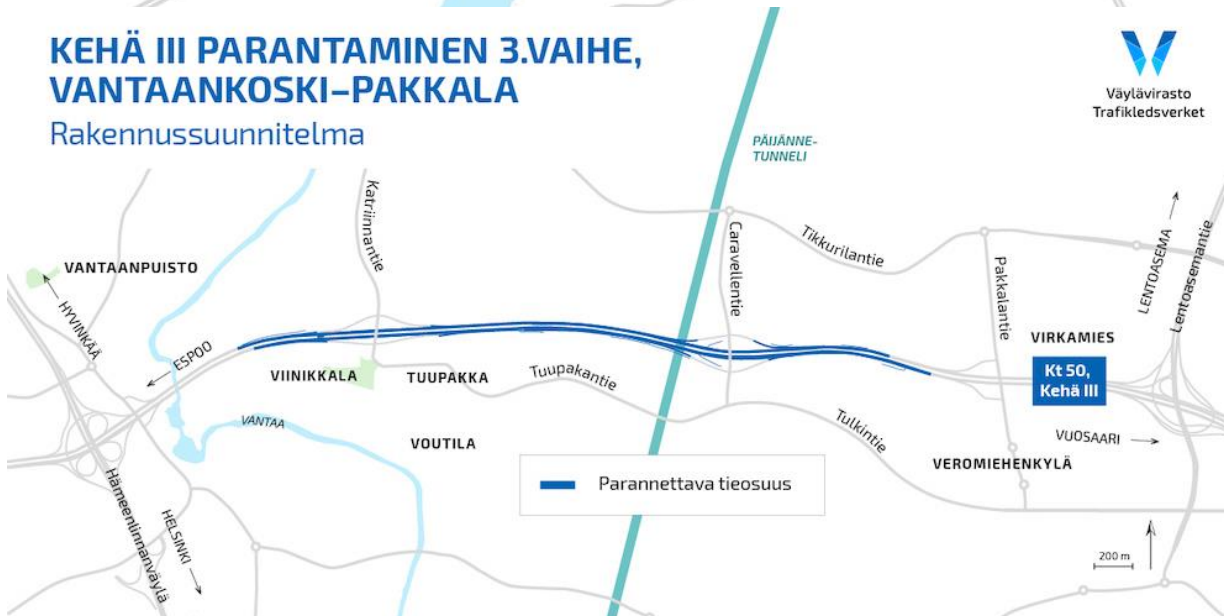 KEHÄ III PARANTAMINEN 3.VAIHE,
VANTAANKOSKI–PAKKALA
Rakennussuunnitelma
Väylävirasto
Trafikledsverket
PÄIJÄNNE-
TUNNELI
Katriinnantie
Caravellentie
Tikkurilantie
Pakkalantie
LENTOASEMA
Lentoasemantie
VANTAANPUISTO
HYVINKÄÄ
ESPOO
VIINIKKALA
TUUPAKKA
Tuupakantie
VIRKAMIES
Kt 50,
Kehä III
VANTAA
VOUTILA
Tulkintie
VUOSAARI
VEROMIEHENKYLÄ
Hämeenlinnanväylä
HELSINKI
Parannettava tieosuus
200 m